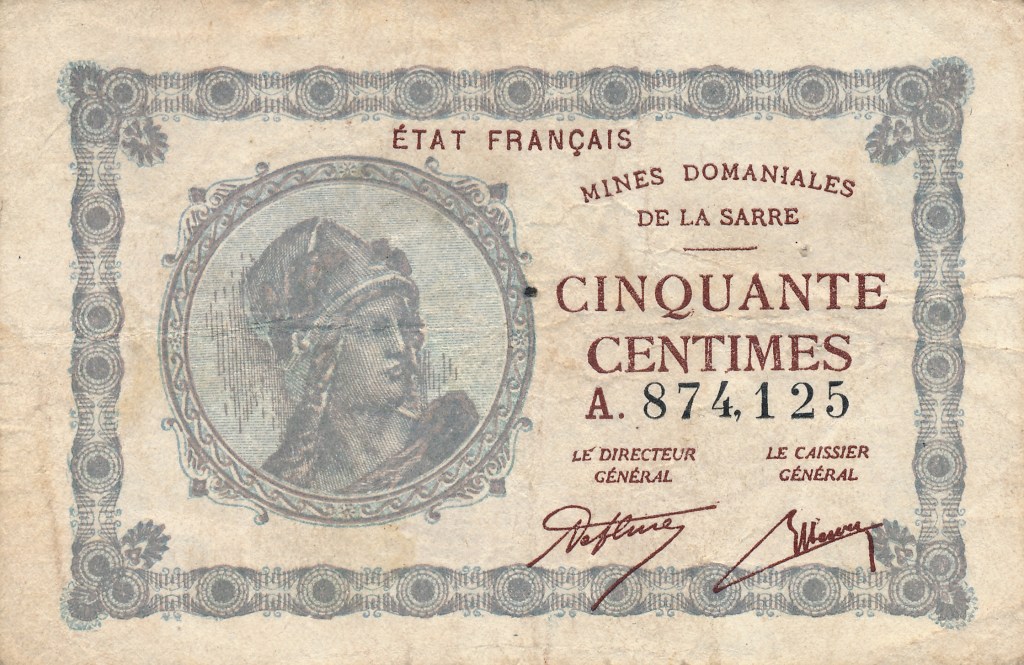 ÉTAT FRANÇAIS
MINES DOMANIALES
DE LA SARRE
CINQUANTE
CENTIMES
A. 874,125
LE DIRECTEUR
GÉNÉRAL
LE CAISSIER
GÉNÉRAL